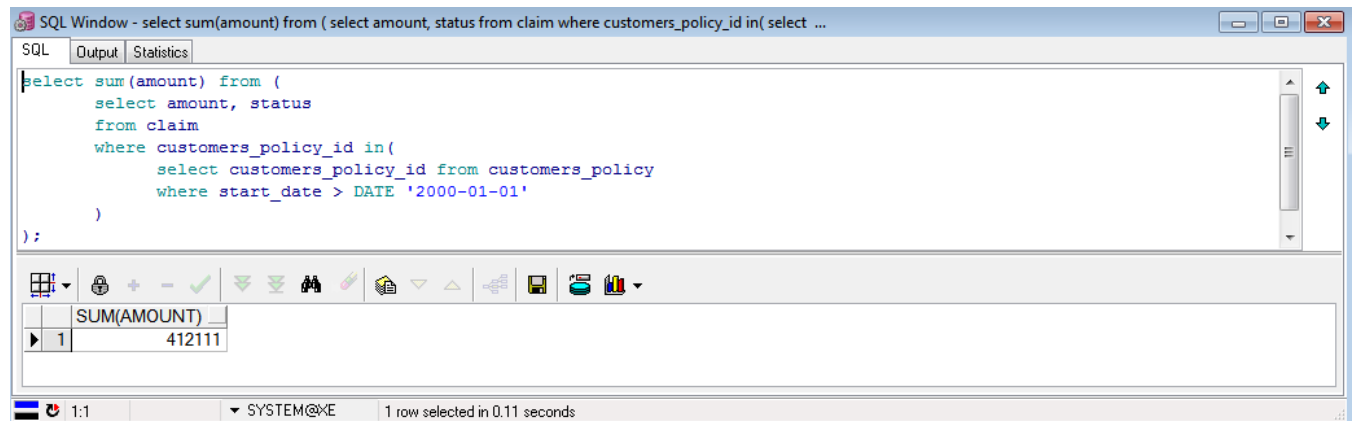 SQL Window - select sum(amount) from ( select amount, status from claim where customers_policy_id in( select ...
SQL Output Statistics
select sum(amount) from (
select amount, status
from claim
where customers_policy_id in(
select customers_policy_id from customers_policy
where start_date > DATE '2000-01-01'
)
);
SUM(AMOUNT)
1 412111
1:1 SYSTEM@XE 1 row selected in 0.11 seconds